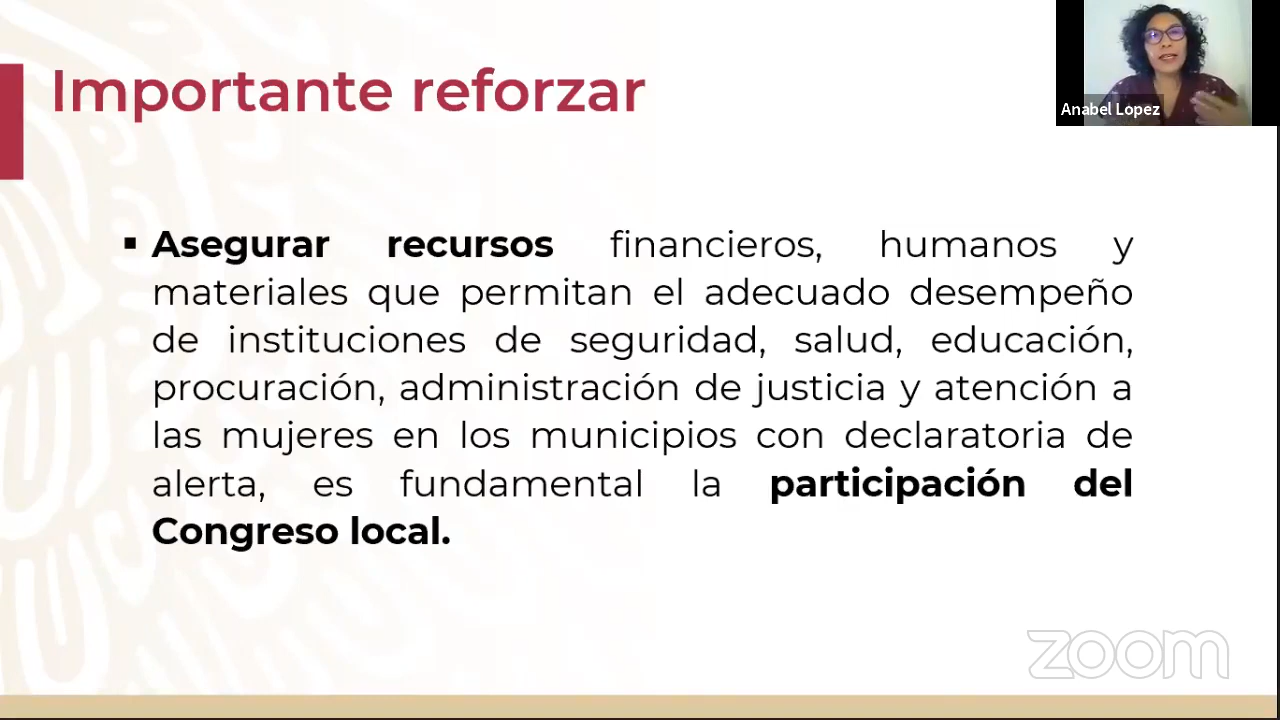 Importante reforzar
Anabel Lopez
▪ Asegurar recursos financieros, humanos y
materiales que permitan el adecuado desempeño
de instituciones de seguridad, salud, educación,
procuración, administración de justicia y atención a
las mujeres en los municipios con declaratoria de
alerta, es fundamental la participación del
Congreso local.
zoom